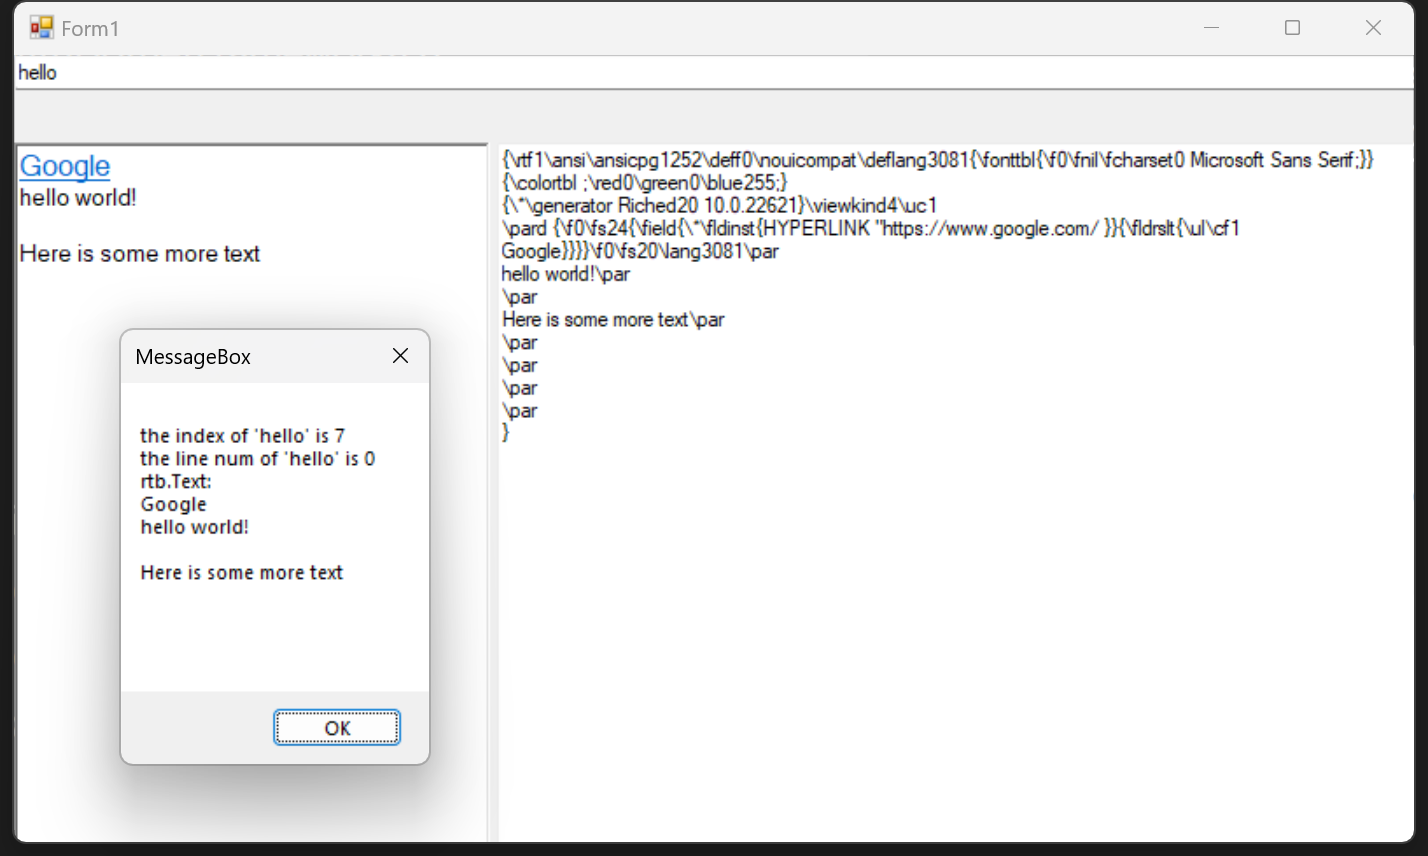 Form1
hello
Google
hello world!
Here is some more text
{\rtf1\ansi\ansicpg1252\deff0\nouicompat\deflang3081{\fonttbl{\f0\fnil\fcharset0 Microsoft Sans Serif;}}
{\colortbl ;\red0\green0\blue255;}
{\*\generator Riched20 10.0.22621}\viewkind4\uc1
\pard {\f0\fs24{\field{\*\fldinst{HYPERLINK "https://www.google.com/ }}{\fldrslt{\ul\cf1
Google}}}}\f0\fs20\lang3081\par
hello world!\par
\par
Here is some more text\par
\par
\par
\par
\par
}
MessageBox
the index of 'hello' is 7
the line num of 'hello' is 0
rtb.Text:
Google
hello world!
Here is some more text
OK